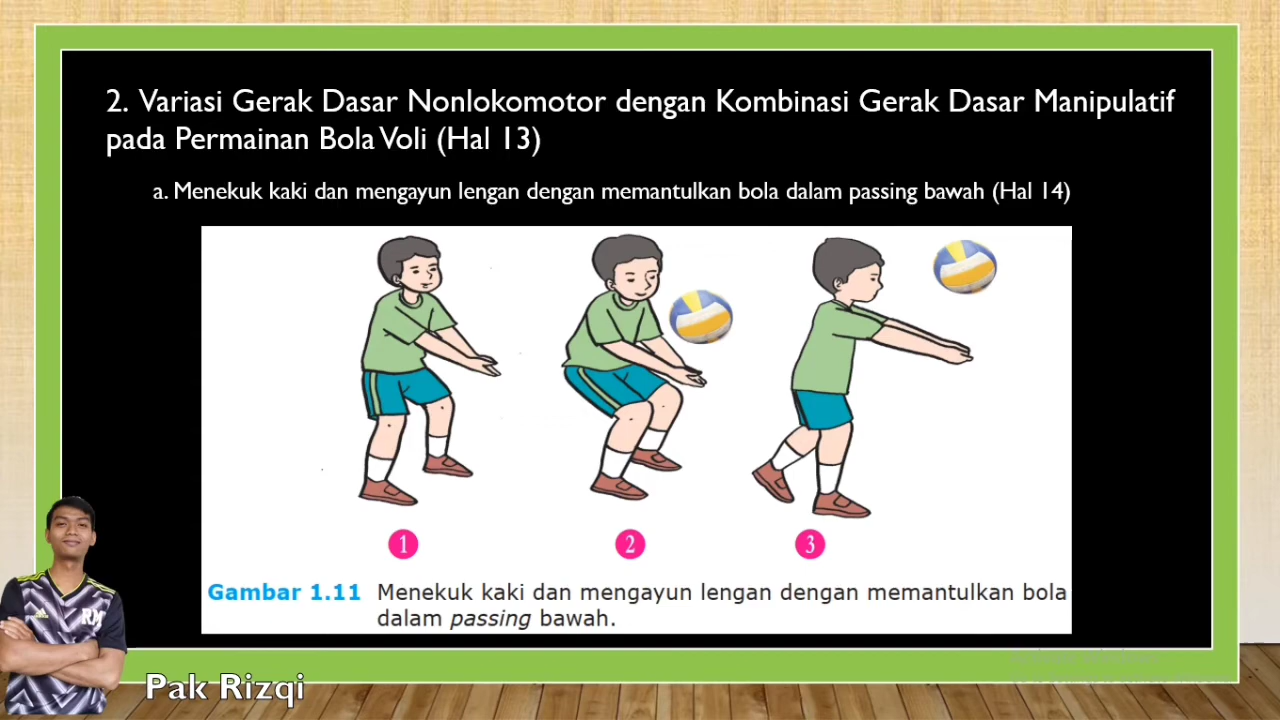 2. Variasi Gerak Dasar Nonlokomotor dengan Kombinasi Gerak Dasar Manipulatif
pada Permainan Bola Voli (Hal 13)
a. Menekuk kaki dan mengayun lengan dengan memantulkan bola dalam passing bawah (Hal 14)
1
2
3
Gambar 1.11 Menekuk kaki dan mengayun lengan dengan memantulkan bola
dalam passing bawah.
RM
Pak Rizqi